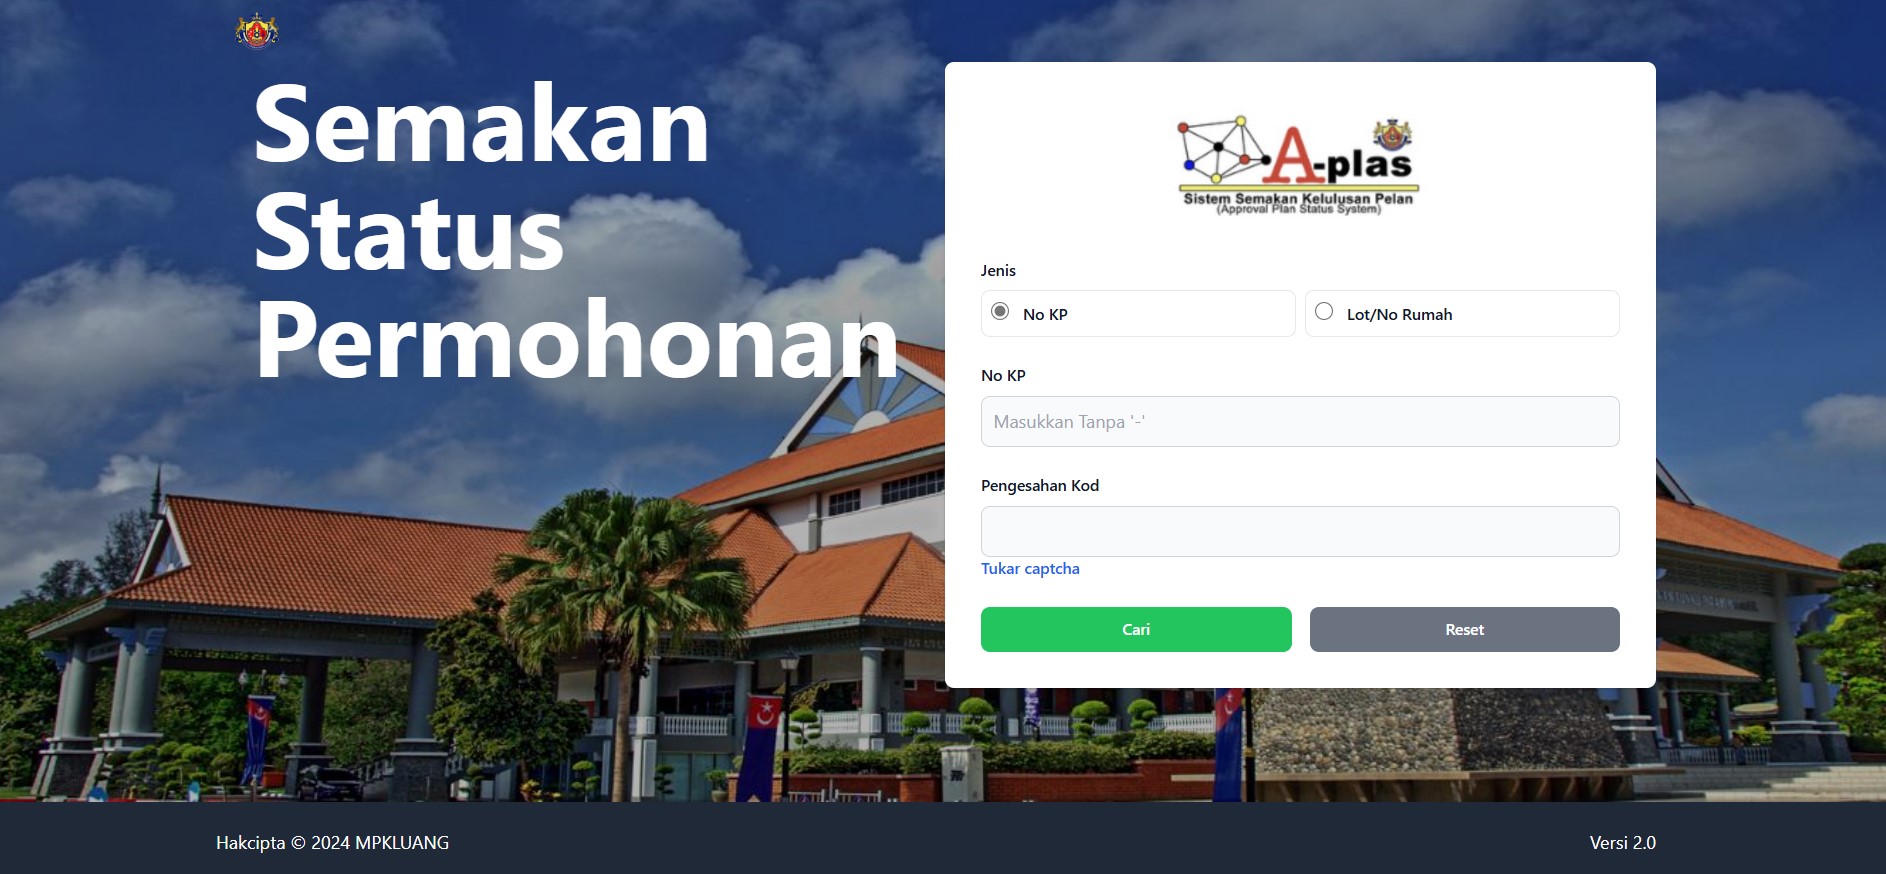 Semakan
Status
Permohonan
A-plas
Sistem Semakan Kelulusan Pelan
(Approval Plan Status System)
Jenis
No KP
Lot/No Rumah
No KP
Masukkan Tanpa '-'
Pengesahan Kod
Tukar captcha
Cari
Reset
Hakcipta © 2024 MPKLUANG
Versi 2.0